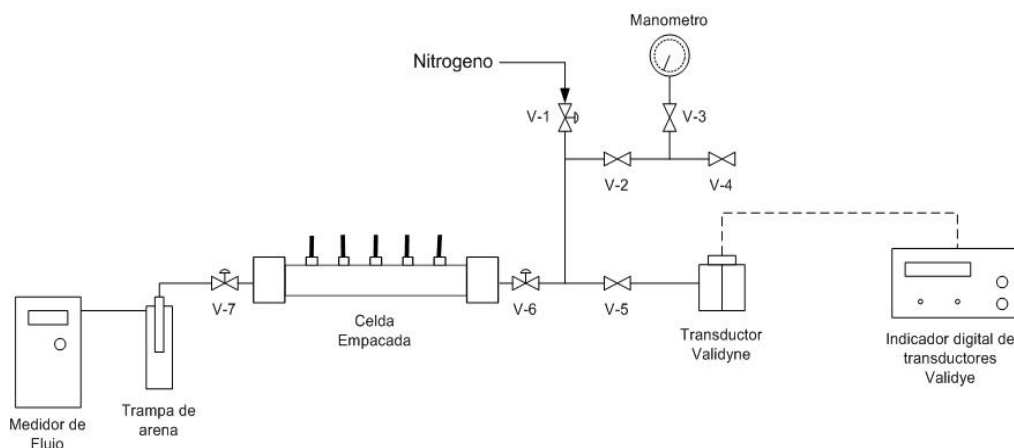 Manometro
Nitrogeno
V-1
V-3
V-2
V-4
V-7
V-6
V-5
Celda
Empacada
Transductor
Validyne
Indicador digital de
transductores
Validye
Trampa de
arena
Medidor de
Flujo